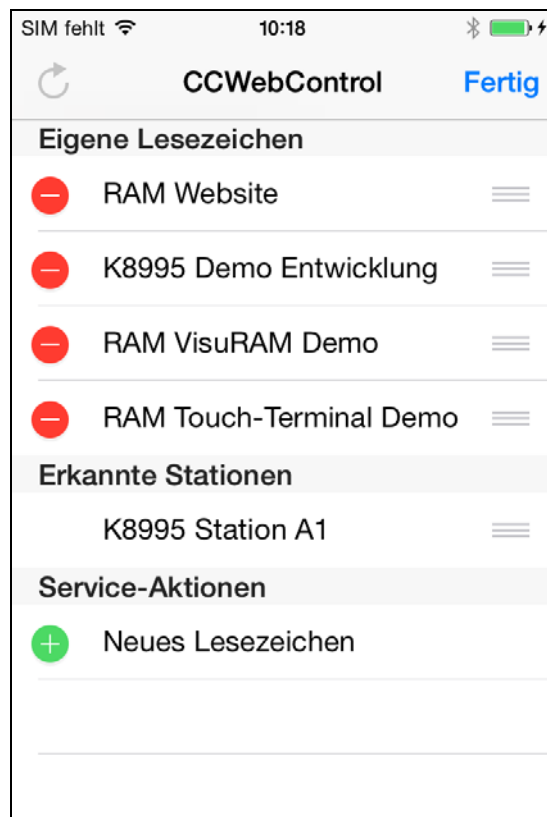 SIM fehlt 10:18
CCWebControl Fertig
Eigene Lesezeichen
RAM Website
K8995 Demo Entwicklung
RAM VisuRAM Demo
RAM Touch-Terminal Demo
Erkannte Stationen
K8995 Station A1
Service-Aktionen
Neues Lesezeichen